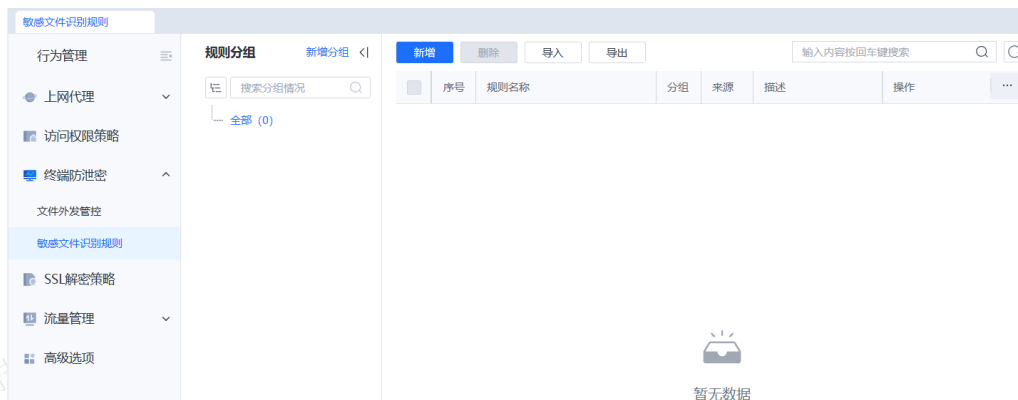 敏感文件识别规则
行为管理
上网代理
访问权限策略
终端防泄密
文件外发管控
敏感文件识别规则
SSL解密策略
流量管理
高级选项
规则分组 新增分组
搜索分组情况
全部 (0)
新增 删除 导入 导出 输入内容按回车键搜索
序号 规则名称 分组 来源 描述 操作 ...
暂无数据